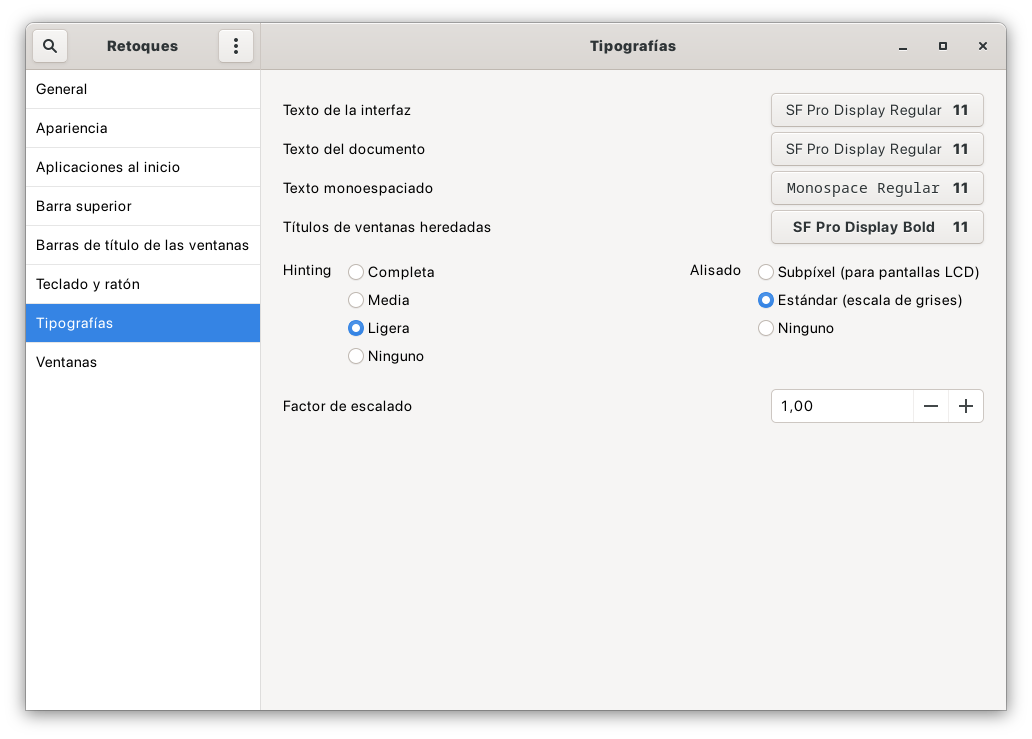 Retoques
Tipografías
General
Apariencia
Aplicaciones al inicio
Barra superior
Barras de título de las ventanas
Teclado y ratón
Tipografías
Ventanas
Texto de la interfaz SF Pro Display Regular 11
Texto del documento SF Pro Display Regular 11
Texto monoespaciado Monospace Regular 11
Títulos de ventanas heredadas SF Pro Display Bold 11
Hinting
Completa
Media
Ligera
Ninguno
Alisado
Subpíxel (para pantallas LCD)
Estándar (escala de grises)
Ninguno
Factor de escalado 1,00